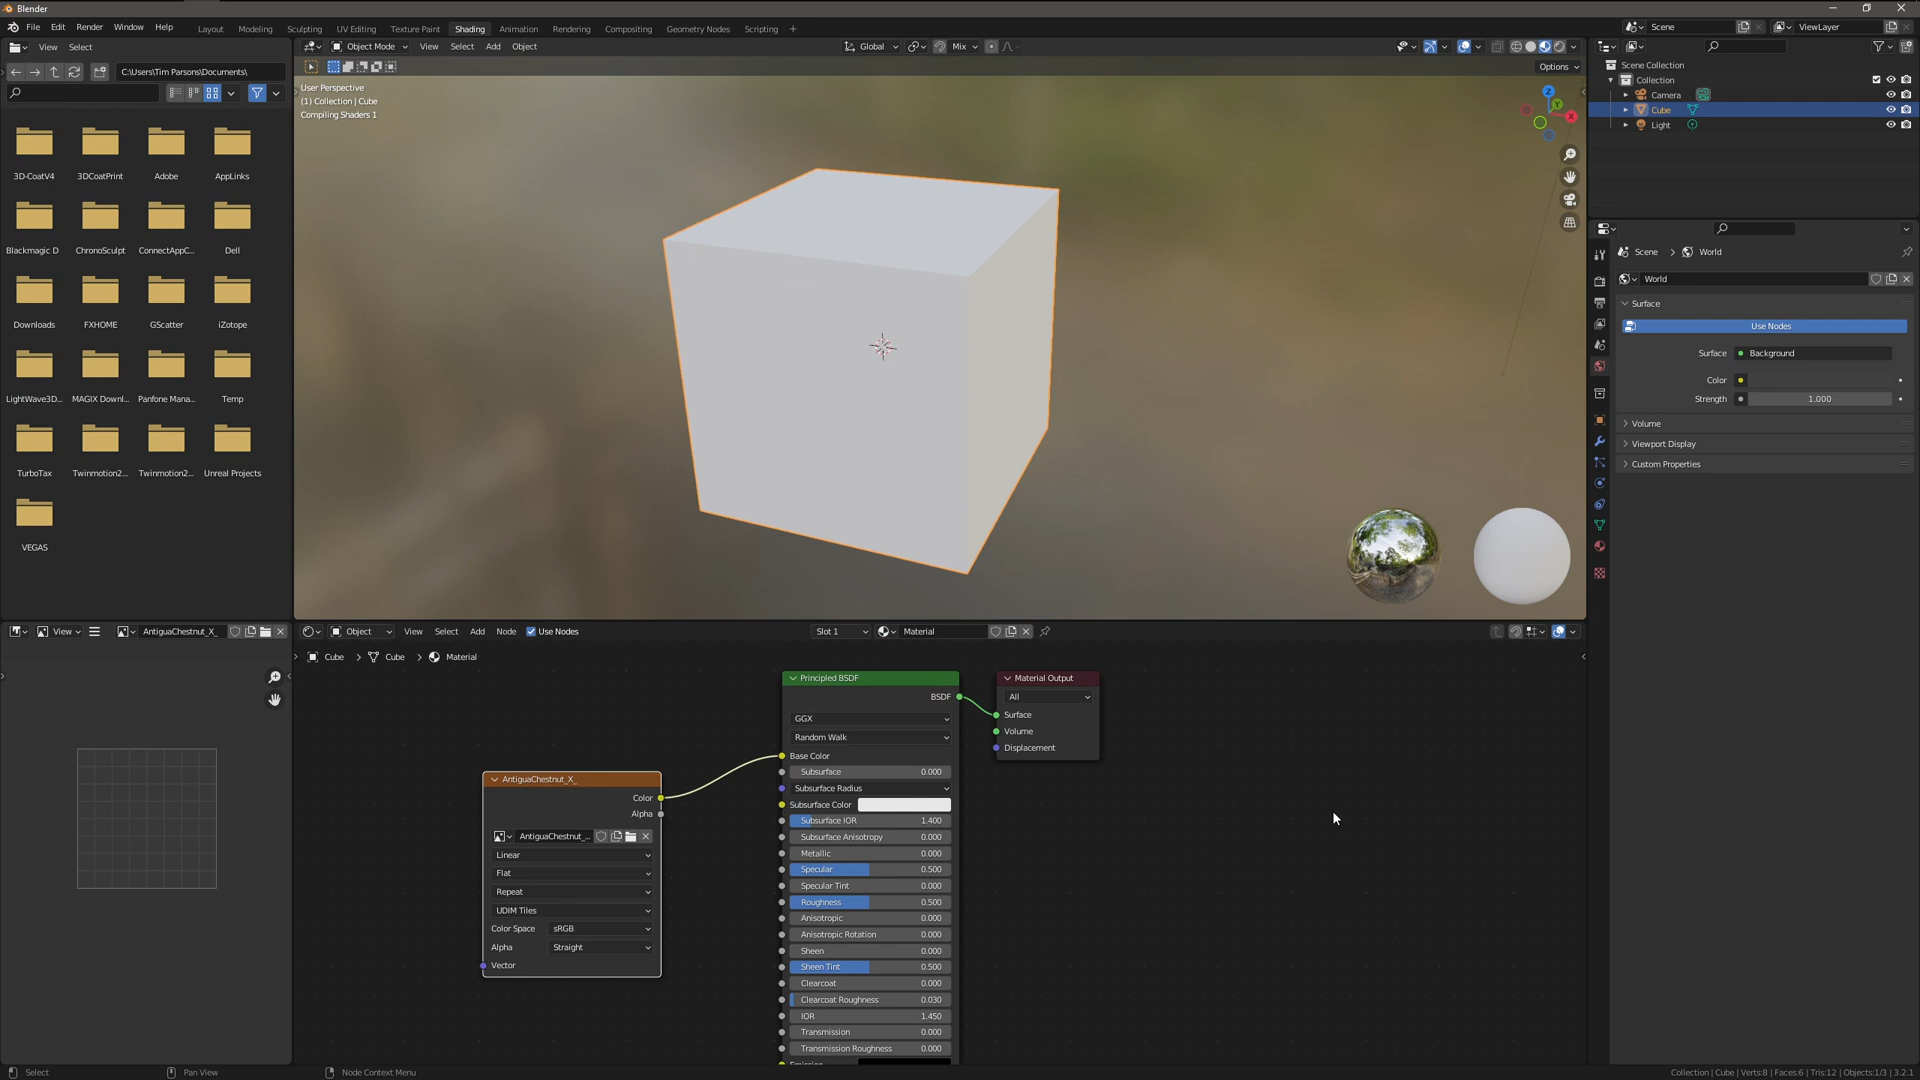 Blender
File Edit Render Window Help Layout Modeling Sculpting UV Editing Texture Paint Shading Animation Rendering Compositing Geometry Nodes Scripting + Scene ViewLayer
View Select
Object Mode View Select Add Object Global Mix
C:\Users\Tim Parsons\Documents\
Options
User Perspective
(1) Collection | Cube
Compiling Shaders 1
Z
Y
X
3D-CoatV4 3DCoatPrint Adobe AppLinks
Blackmagic D ChronoSculpt ConnectAppC... Dell
Downloads FXHOME GScatter iZotope
LightWave3D... MAGIX Downl... Panfone Mana... Temp
TurboTax Twinmotion2... Twinmotion2... Unreal Projects
VEGAS
Scene Collection
Collection
Camera
Cube
Light
Scene > World
World
Surface
Use Nodes
Surface Background
Color
Strength 1.000
Volume
Viewport Display
Custom Properties
View AntiguaChestnut_X_
Object View Select Add Node Use Nodes Slot 1 Material
Cube > Cube > Material
AntiguaChestnut_X_
Color
Alpha
AntiguaChestnut_...
Linear
Flat
Repeat
UDIM Tiles
Color Space sRGB
Alpha Straight
Vector
Principled BSDF
BSDF
GGX
Random Walk
Base Color
Subsurface 0.000
Subsurface Radius
Subsurface Color
Subsurface IOR 1.400
Subsurface Anisotropy 0.000
Metallic 0.000
Specular 0.500
Specular Tint 0.000
Roughness 0.500
Anisotropic 0.000
Anisotropic Rotation 0.000
Sheen 0.000
Sheen Tint 0.500
Clearcoat 0.000
Clearcoat Roughness 0.030
IOR 1.450
Transmission 0.000
Transmission Roughness 0.000
Material Output
All
Surface
Volume
Displacement
Select Pan View Node Context Menu Collection | Cube | Verts:8 | Faces:6 | Tris:12 | Objects:1/3 | 3.2.1